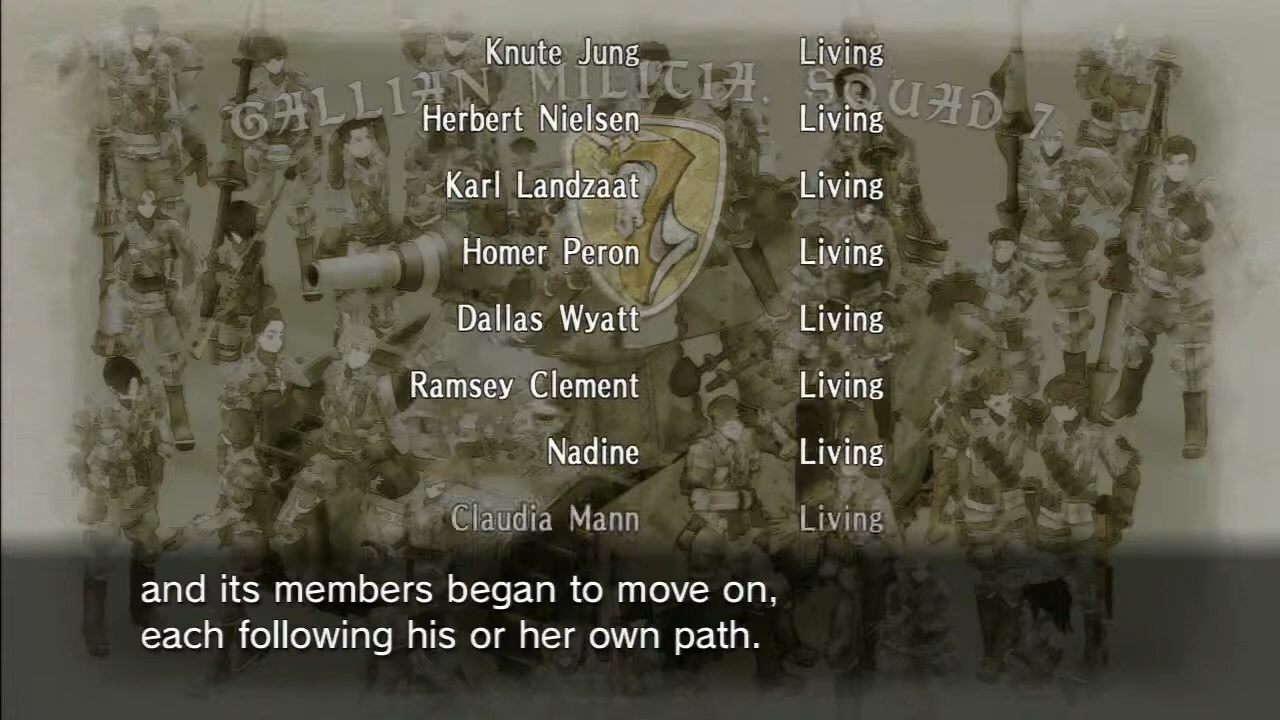 GALLIAN MILITIA. SQUAD 7.
Knute Jung Living
Herbert Nielsen Living
Karl Landzaat Living
Homer Peron Living
Dallas Wyatt Living
Ramsey Clement Living
Nadine Living
Claudia Mann Living
and its members began to move on,
each following his or her own path.